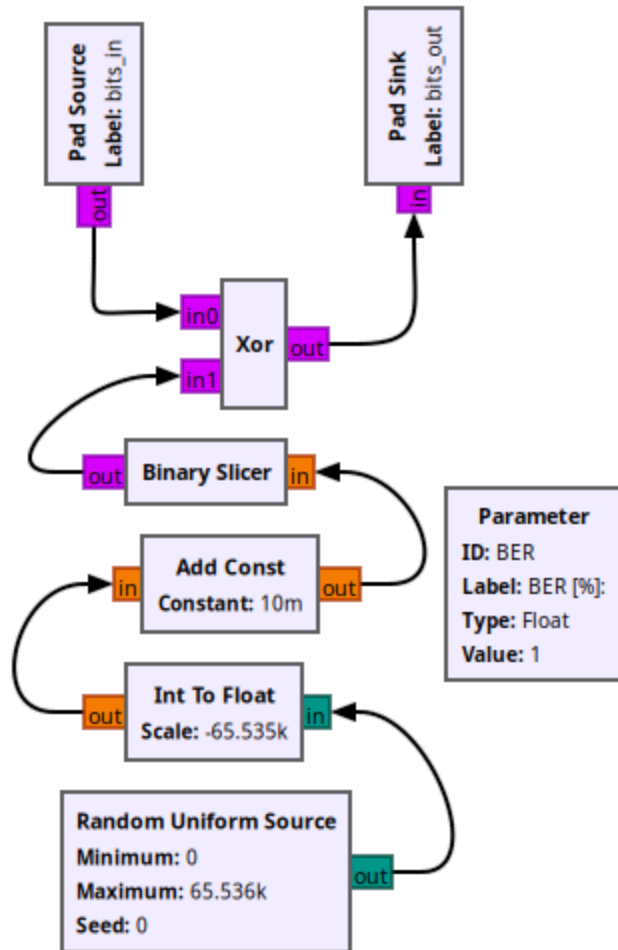 Pad Source
Label: bits_in
out
Pad Sink
Label: bits_out
in
in0
Xor
out
in1
out
Binary Slicer
in
Parameter
ID: BER
Label: BER [%]:
Type: Float
Value: 1
in
Add Const
Constant: 10m
out
out
Int To Float
Scale: -65.535k
in
Random Uniform Source
Minimum: 0
Maximum: 65.536k
Seed: 0
out